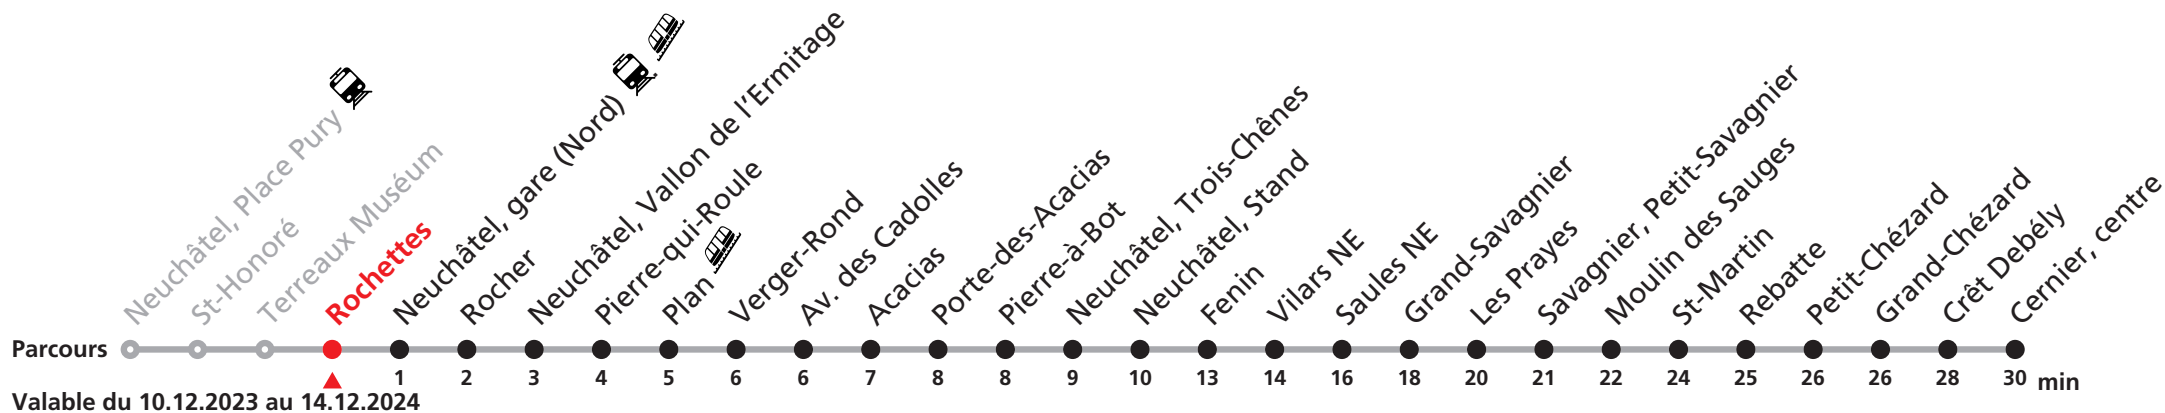 Neuchâtel, Place Pury
St-Honoré
Terreaux Muséum
Rochettes
Neuchâtel, gare (Nord)
Rocher
Neuchâtel, Vallon de l'Ermitage
Pierre-qui-Roule
Plan
Verger-Rond
Av. des Cadolles
Acacias
Porte-des-Acacias
Pierre-à-Bot
Neuchâtel, Trois-Chênes
Neuchâtel, Stand
Fenin
Vilars NE
Saules NE
Grand-Savagnier
Les Prayes
Savagnier, Petit-Savagnier
Moulin des Sauges
St-Martin
Rebatte
Petit-Chézard
Grand-Chézard
Crêt Debély
Cernier, centre
Parcours
1 2 3 4 5 6 6 7 8 8 9 10 13 14 16 18 20 21 22 24 25 26 26 28 30 min
Valable du 10.12.2023 au 14.12.2024